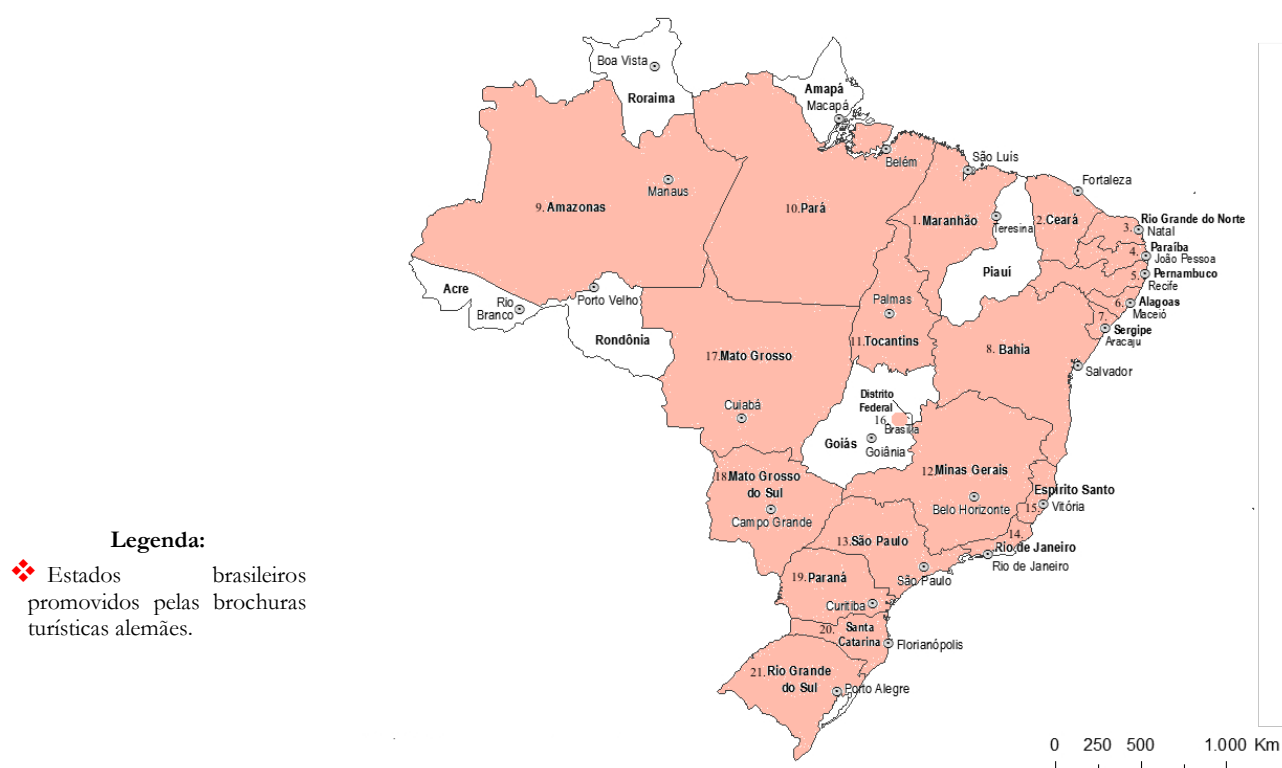 Boa Vista
Roraima
Amapá
Macapá
Belém
São Luís
Fortaleza
Manaus
9. Amazonas
10. Pará
1. Maranhão
Teresina
2. Ceará
Rio Grande do Norte
3. Natal
Paraíba
4. João Pessoa
5. Pernambuco
Recife
Piauí
Acre
Rio
Branco
Porto Velho
Rondônia
Palmas
11. Tocantins
6. Alagoas
Maceió
7. Sergipe
Aracaju
8. Bahia
Salvador
17. Mato Grosso
Cuiabá
Distrito
Federal
16.
Brasília
Goiás
Goiânia
18. Mato Grosso
do Sul
Campo Grande
12. Minas Gerais
Belo Horizonte
Espírito Santo
15. Vitória
14.
Rio de Janeiro
Rio de Janeiro
13. São Paulo
São Paulo
19. Paraná
Curitiba
20. Santa
Catarina
Florianópolis
21. Rio Grande
do Sul
Porto Alegre
Legenda:
Estados brasileiros
promovidos pelas brochuras
turísticas alemães.
0 250 500 1.000 Km